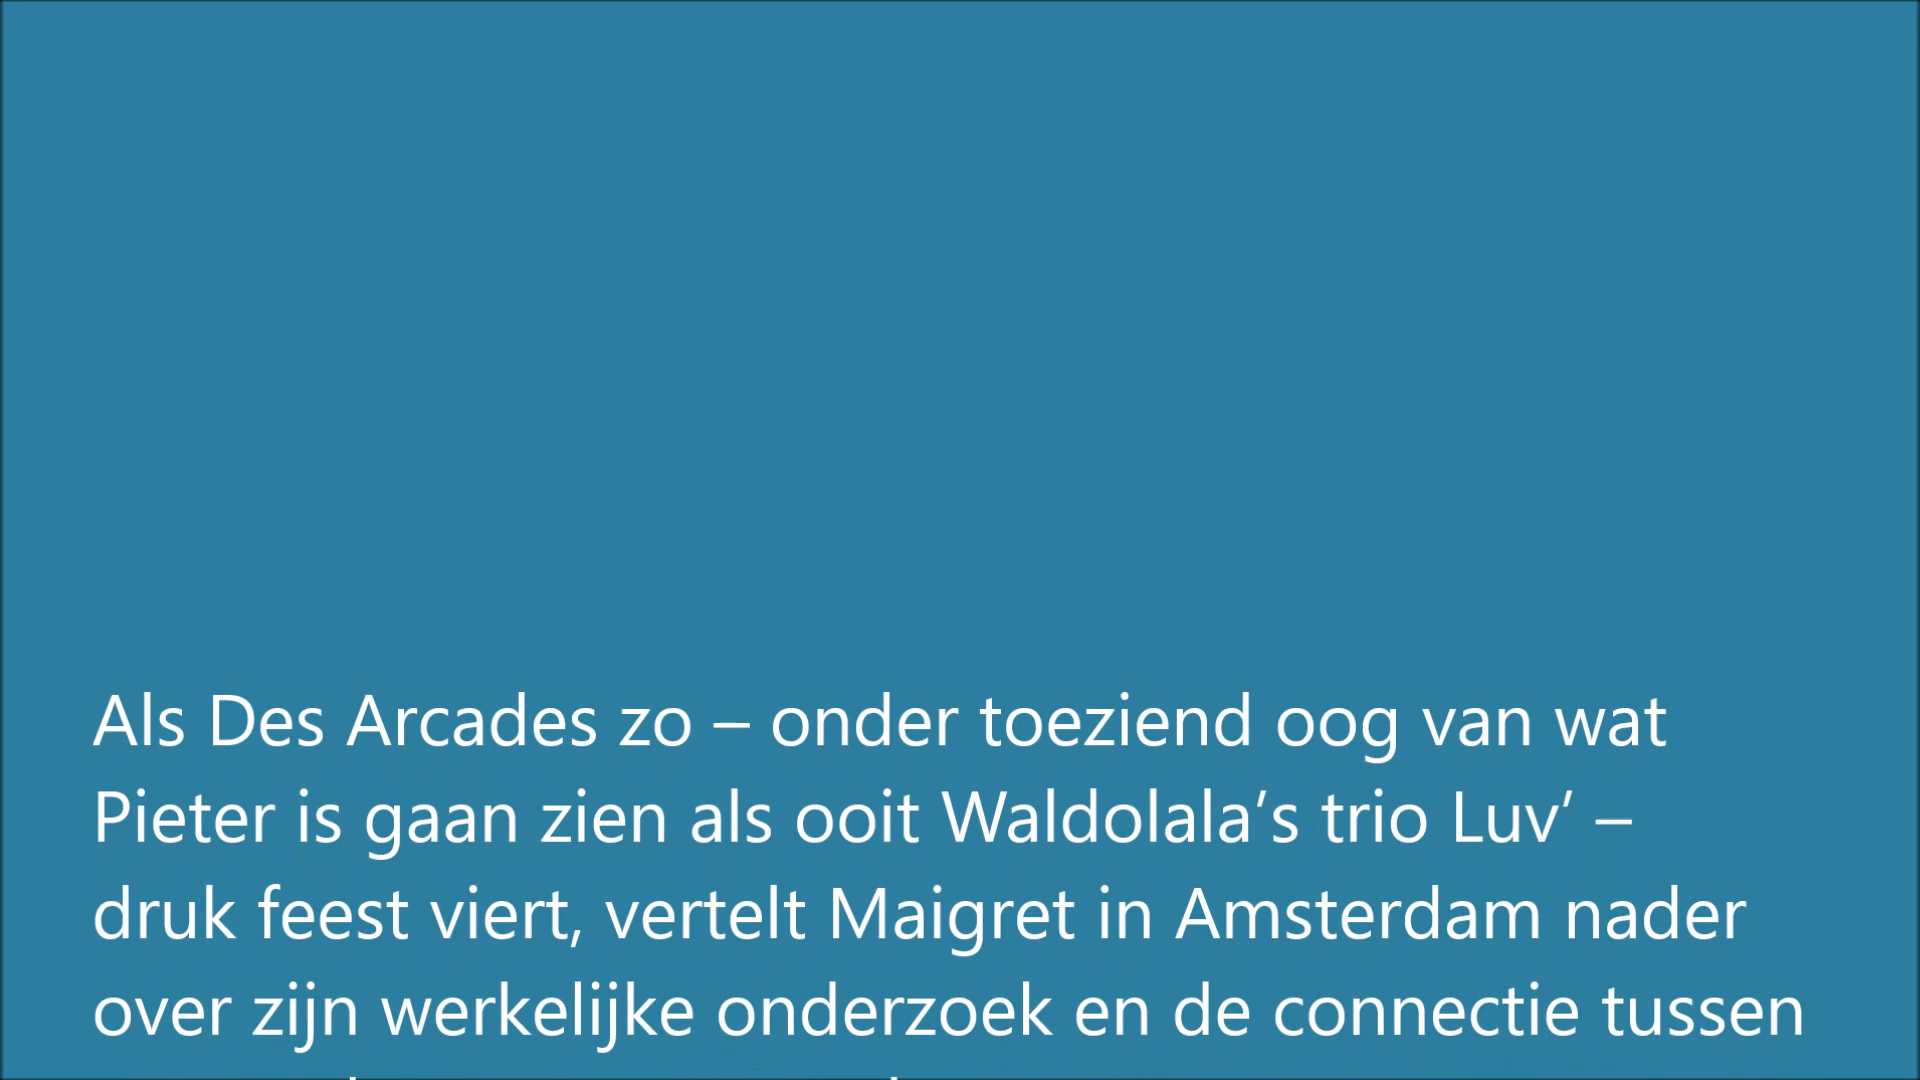 Als Des Arcades zo – onder toeziend oog van wat
Pieter is gaan zien als ooit Waldolala’s trio Luv’ –
druk feest viert, vertelt Maigret in Amsterdam nader
over zijn werkelijke onderzoek en de connectie tussen